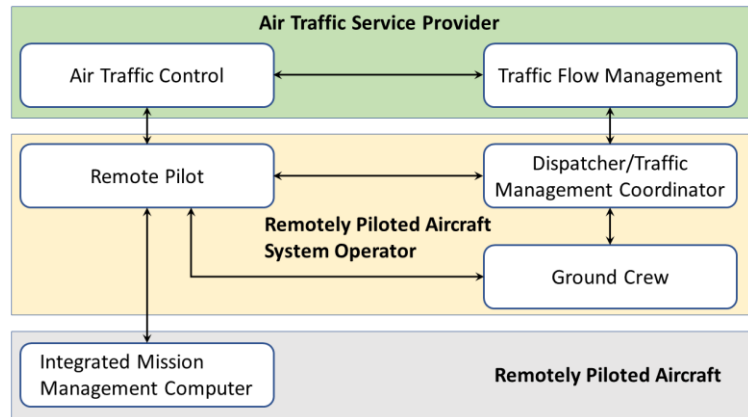 Air Traffic Service Provider
Air Traffic Control
Traffic Flow Management
Remote Pilot
Dispatcher/Traffic
Management Coordinator
Remotely Piloted Aircraft
System Operator
Ground Crew
Integrated Mission
Management Computer
Remotely Piloted Aircraft